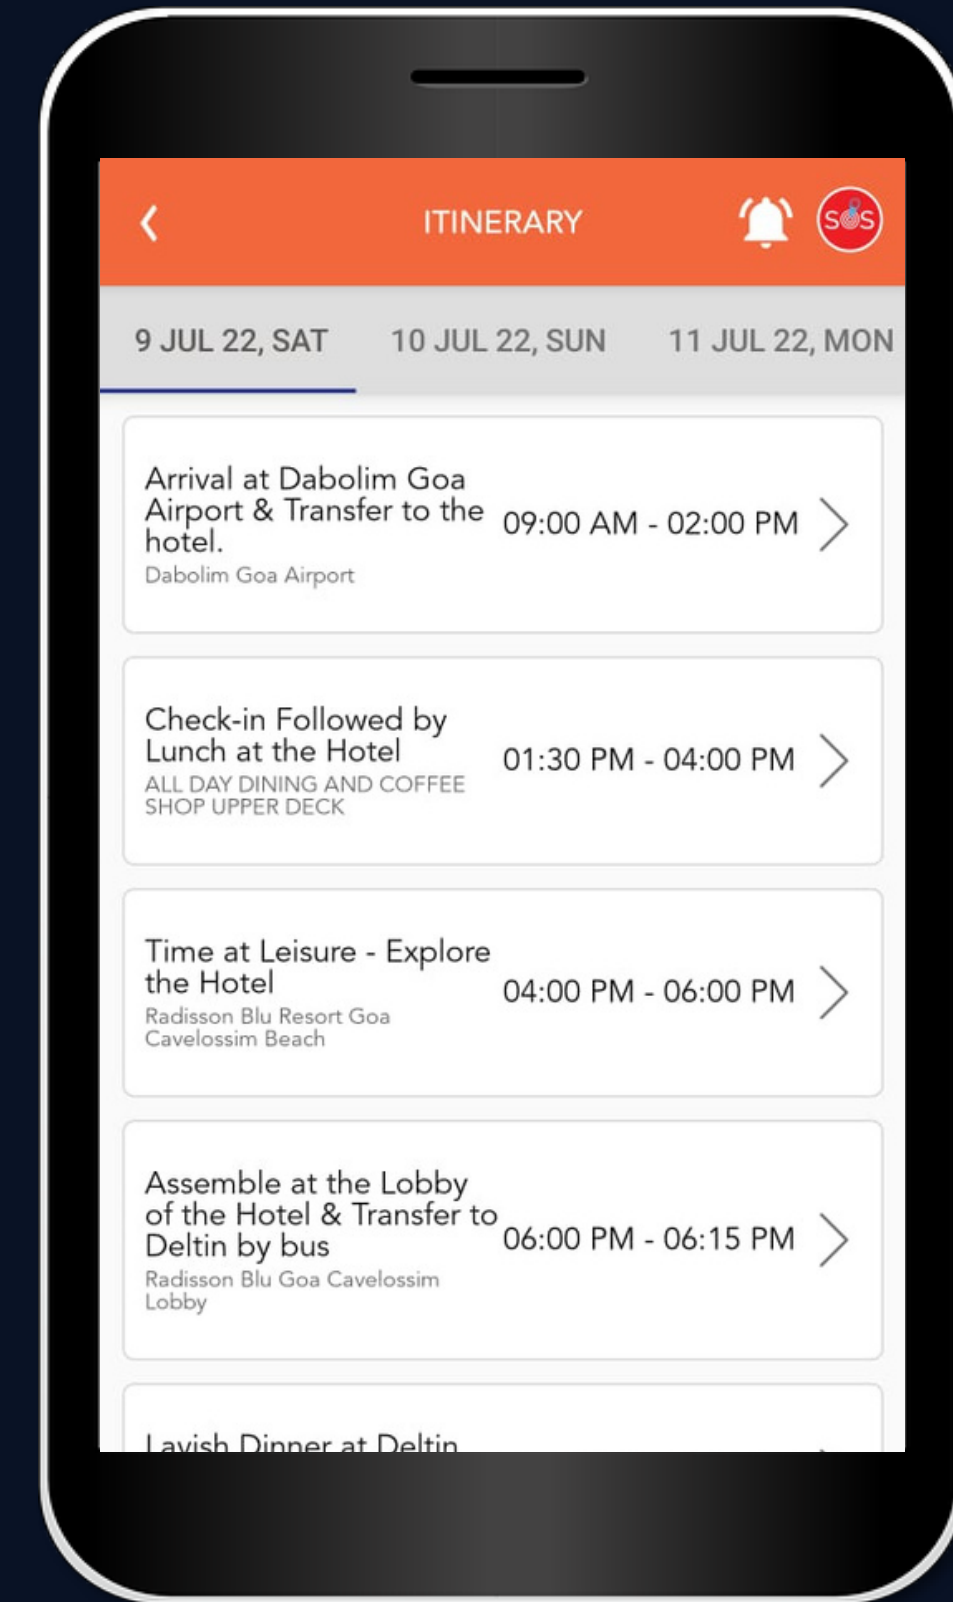 ITINERARY
SOS
9 JUL 22, SAT
10 JUL 22, SUN
11 JUL 22, MON
Arrival at Dabolim Goa
Airport & Transfer to the
hotel.
Dabolim Goa Airport
09:00 AM - 02:00 PM
Check-in Followed by
Lunch at the Hotel
ALL DAY DINING AND COFFEE
SHOP UPPER DECK
01:30 PM - 04:00 PM
Time at Leisure - Explore
the Hotel
Radisson Blu Resort Goa
Cavelossim Beach
04:00 PM - 06:00 PM
Assemble at the Lobby
of the Hotel & Transfer to
Deltin by bus
Radisson Blu Goa Cavelossim
Lobby
06:00 PM - 06:15 PM
Lavish Dinner at Deltin